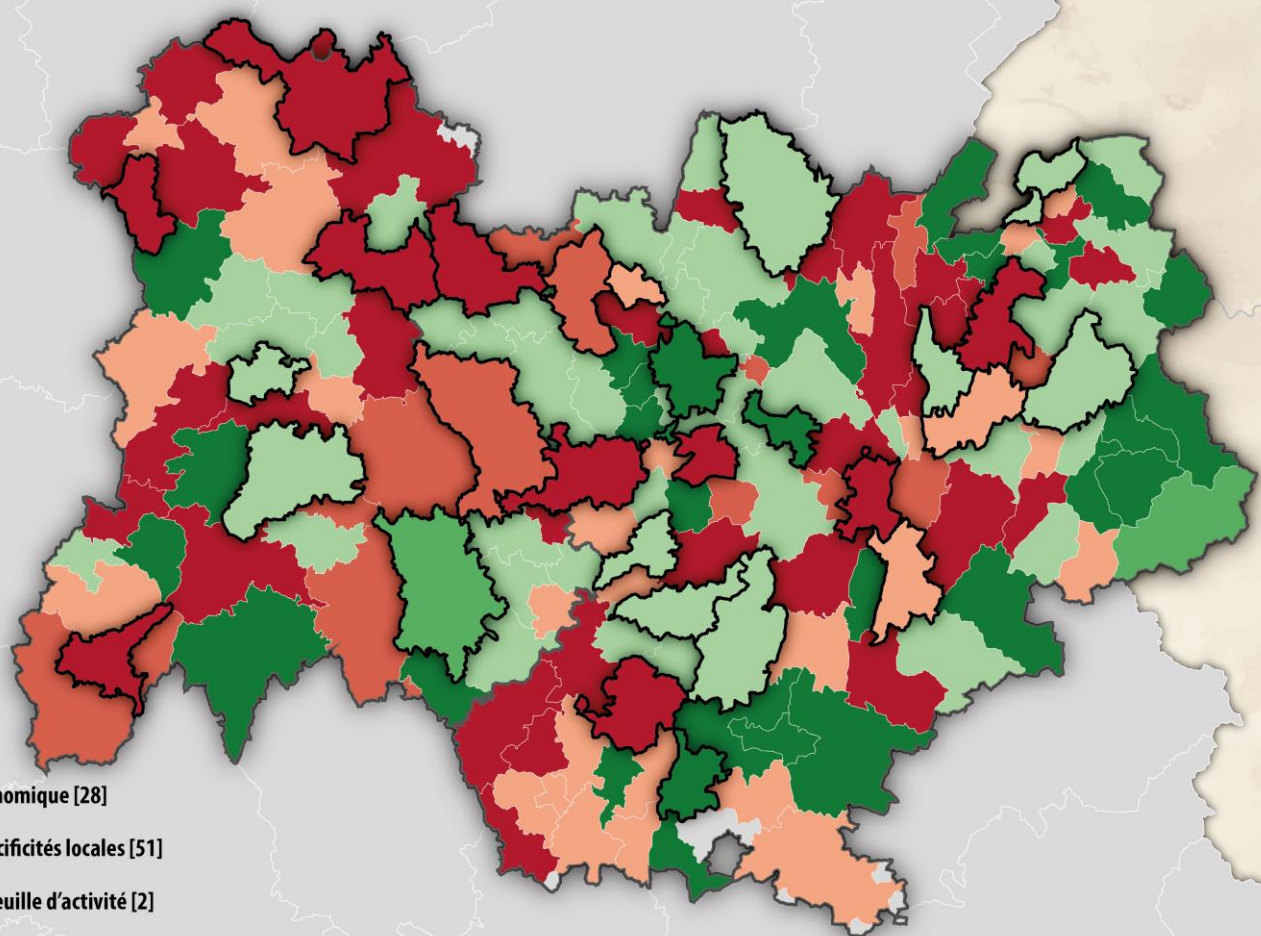 nomique [28]
cificités locales [51]
euille d'activité [2]